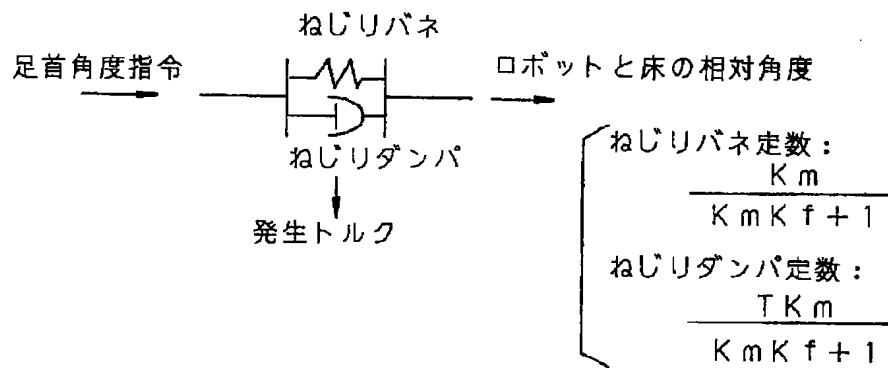 ねじりバネ
足首角度指令
ロボットと床の相対角度
ねじりダンパ
発生トルク
ねじりバネ定数：
Km
KmKf+1
ねじりダンパ定数：
TKm
KmKf+1